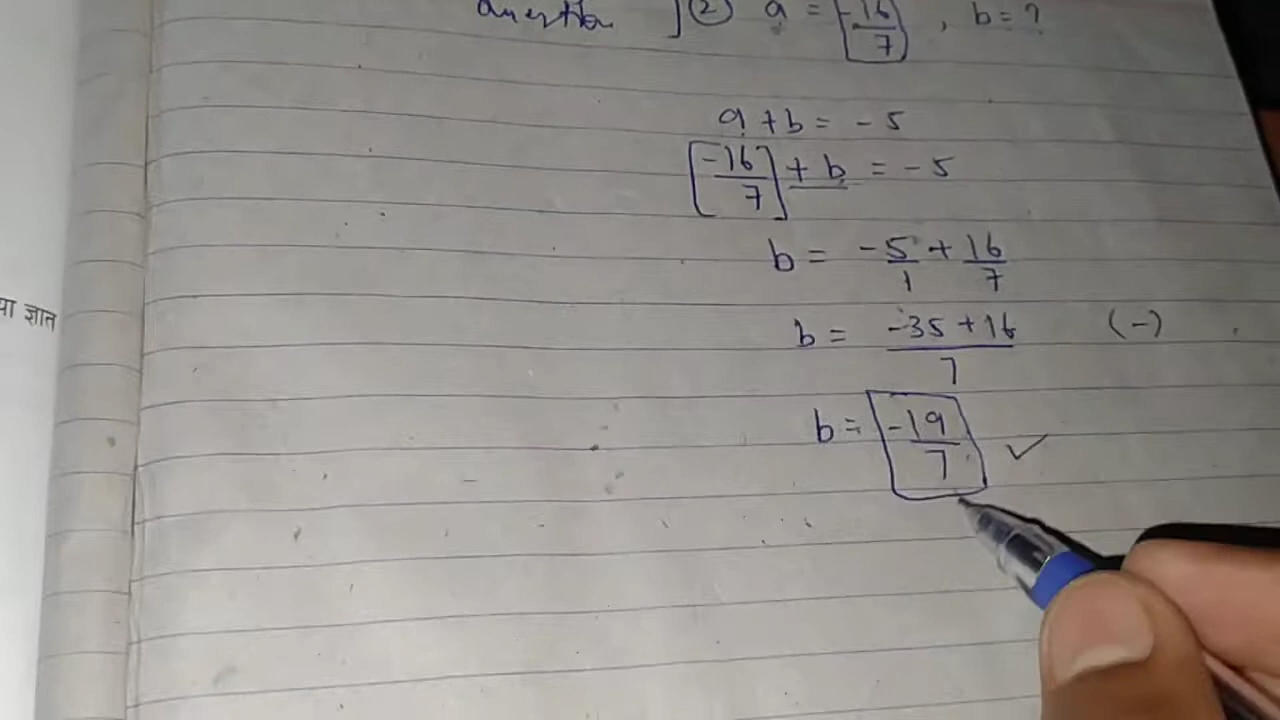 Question ] ② a = [-16/7] , b = ?
a + b = - 5
[-16/7] + b = - 5
b = -5/1 + 16/7
या ज्ञात
b = -35 + 16/7 (-)
b = -19/7 ✓